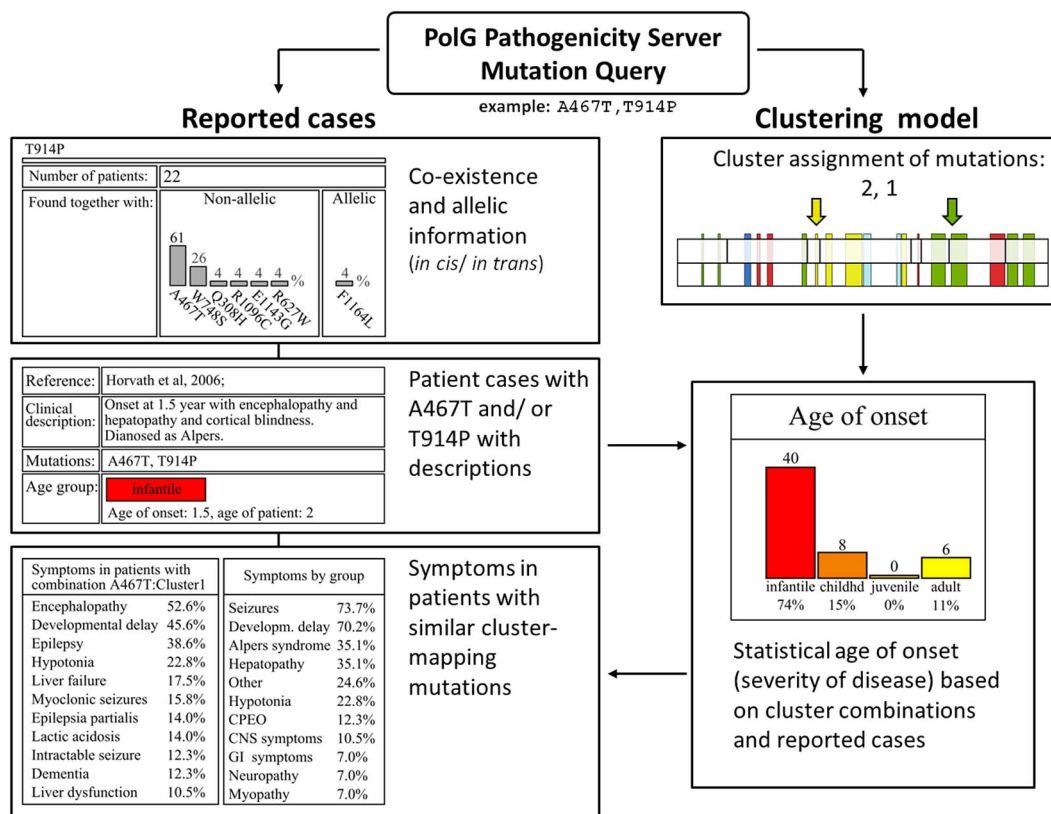 PolG Pathogenicity Server
Mutation Query
example: A467T,T914P
Reported cases
T914P
Number of patients: 22
Found together with:
Non-allelic
Allelic
61
26
4
4
4
4
%
A467T
W748S
Q308H
R1096C
E1143G
R627W
4
%
F1164L
Co-existence
and allelic
information
(in cis/ in trans)
Reference: Horvath et al, 2006;
Clinical
description:
Onset at 1.5 year with encephalopathy and
hepatopathy and cortical blindness.
Dianosed as Alpers.
Mutations: A467T, T914P
Age group:
infantile
Age of onset: 1.5, age of patient: 2
Patient cases with
A467T and/ or
T914P with
descriptions
Symptoms in patients with
combination A467T:Cluster1
Encephalopathy 52.6%
Developmental delay 45.6%
Epilepsy 38.6%
Hypotonia 22.8%
Liver failure 17.5%
Myoclonic seizures 15.8%
Epilepsia partialis 14.0%
Lactic acidosis 14.0%
Intractable seizure 12.3%
Dementia 12.3%
Liver dysfunction 10.5%
Symptoms by group
Seizures 73.7%
Developm. delay 70.2%
Alpers syndrome 35.1%
Hepatopathy 35.1%
Other 24.6%
Hypotonia 22.8%
CPEO 12.3%
CNS symptoms 10.5%
GI symptoms 7.0%
Neuropathy 7.0%
Myopathy 7.0%
Symptoms in
patients with
similar cluster-
mapping
mutations
Clustering model
Cluster assignment of mutations:
2, 1
Age of onset
40
8
0
6
infantile childhd juvenile adult
74% 15% 0% 11%
Statistical age of onset
(severity of disease) based
on cluster combinations
and reported cases